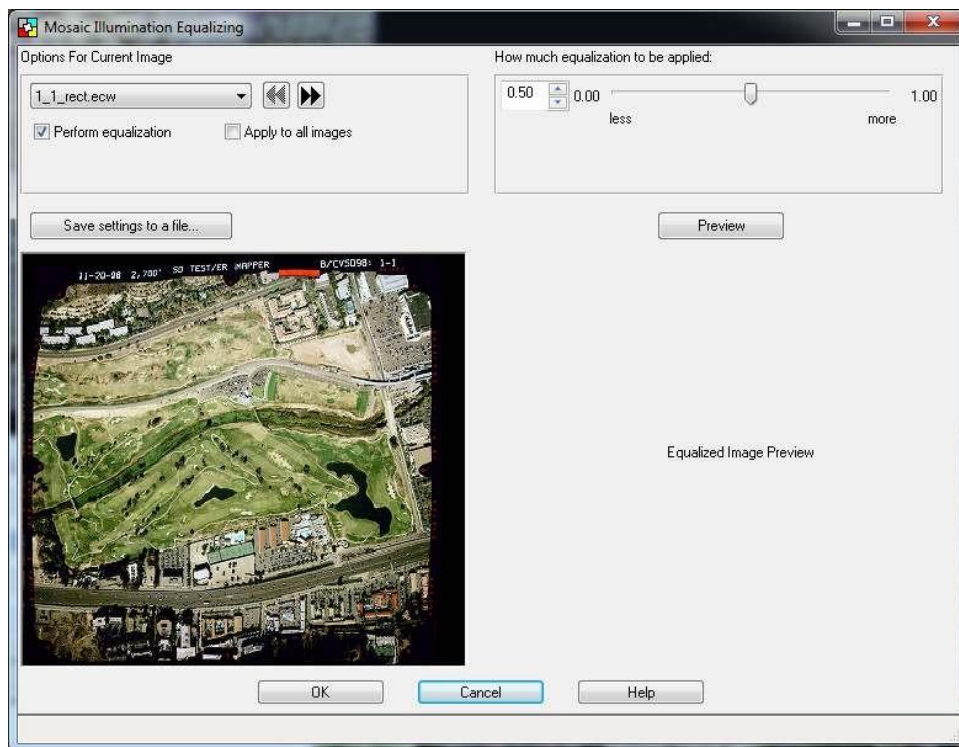 Mosaic Illumination Equalizing
Options For Current Image
How much equalization to be applied:
1_1_rect.ecw
0.50
0.00
1.00
less
more
Perform equalization
Apply to all images
Save settings to a file...
Preview
11-20-98 2,700' SD TEST/ER MAPPER B/CVSD98: 1-1
Equalized Image Preview
OK
Cancel
Help